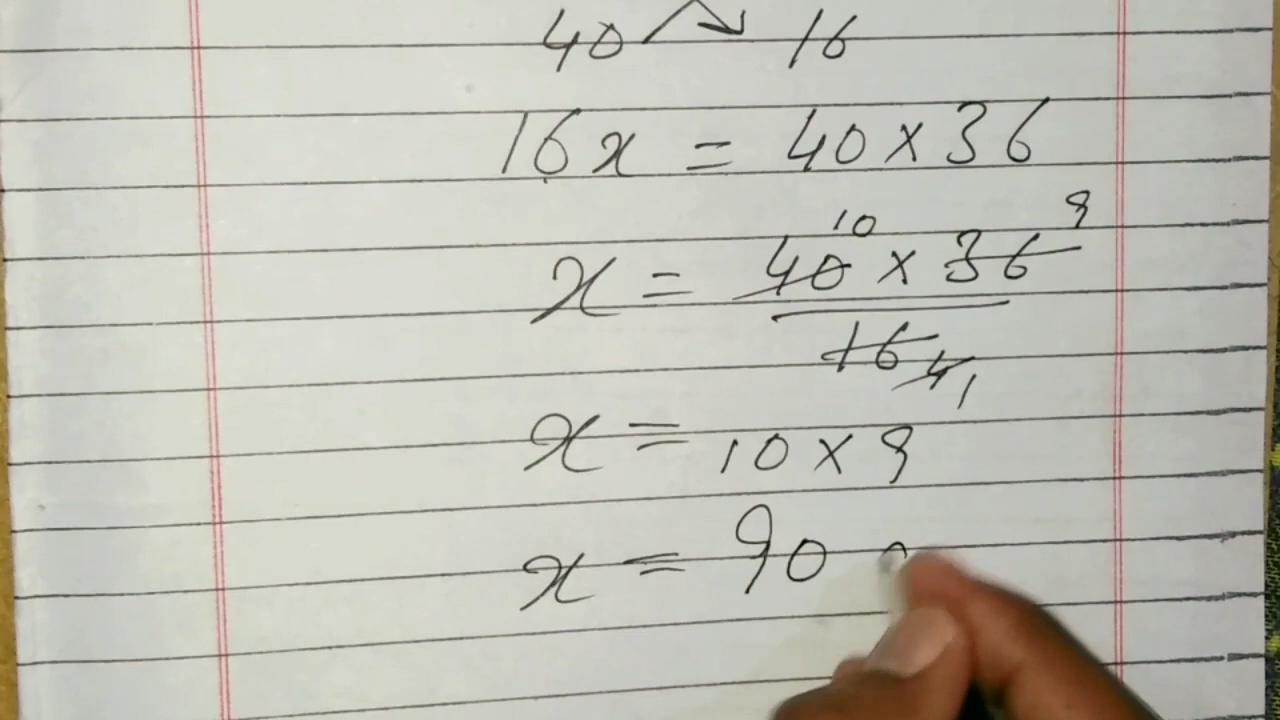 40 16
16x = 40 × 36
10 9
x = 40 × 36
16 4 1
x = 10 × 9
x = 90